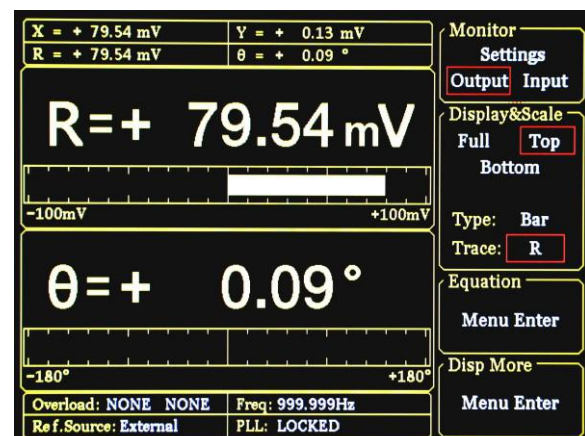 X = + 79.54 mV
Y = + 0.13 mV
R = + 79.54 mV
θ = + 0.09 °
R=+ 79.54 mV
-100mV
+100mV
θ=+ 0.09 °
-180°
+180°
Overload: NONE NONE
Freq: 999.999Hz
Ref.Source: External
PLL: LOCKED
Monitor
Settings
Output Input
Display&Scale
Full Top
Bottom
Type: Bar
Trace: R
Equation
Menu Enter
Disp More
Menu Enter